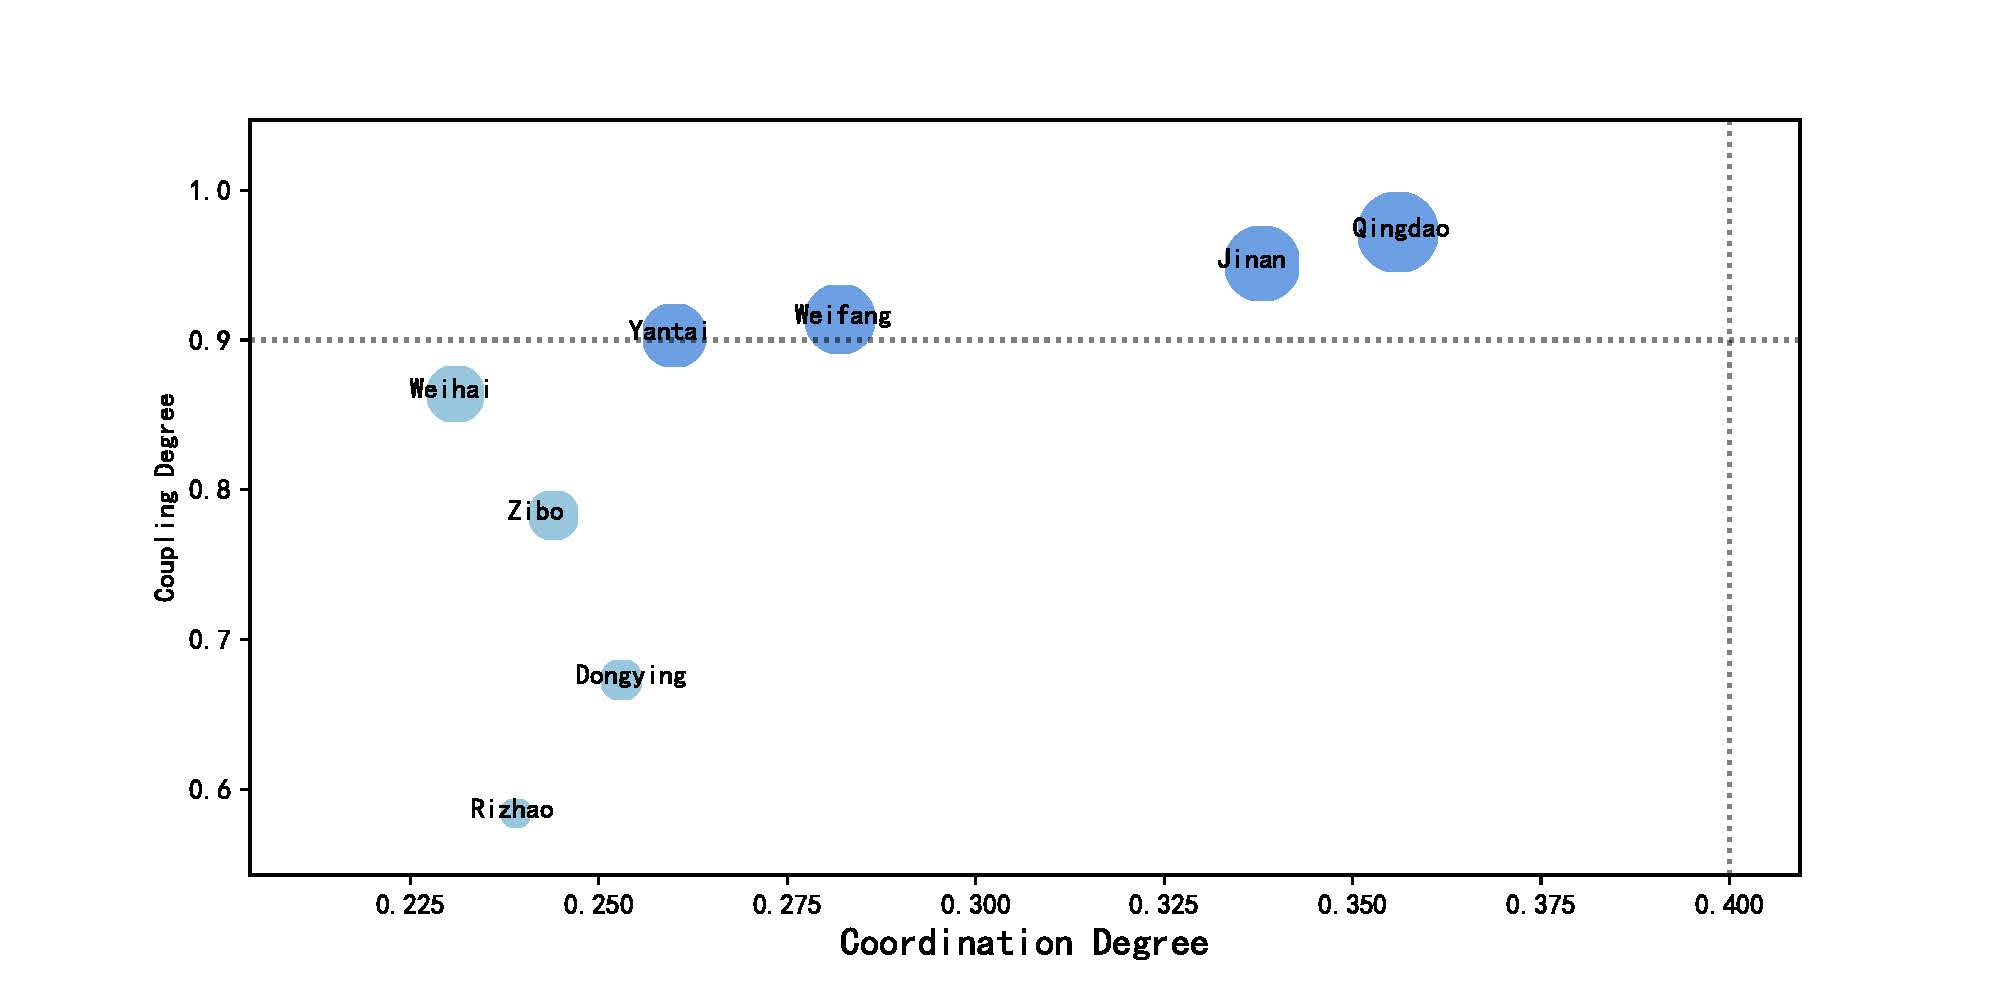 1.0
0.9
0.8
0.7
0.6
Coupling Degree
Qingdao
Jinan
Weifang
Yantai
Weihai
Zibo
Dongying
Rizhao
0.225 0.250 0.275 0.300 0.325 0.350 0.375 0.400
Coordination Degree